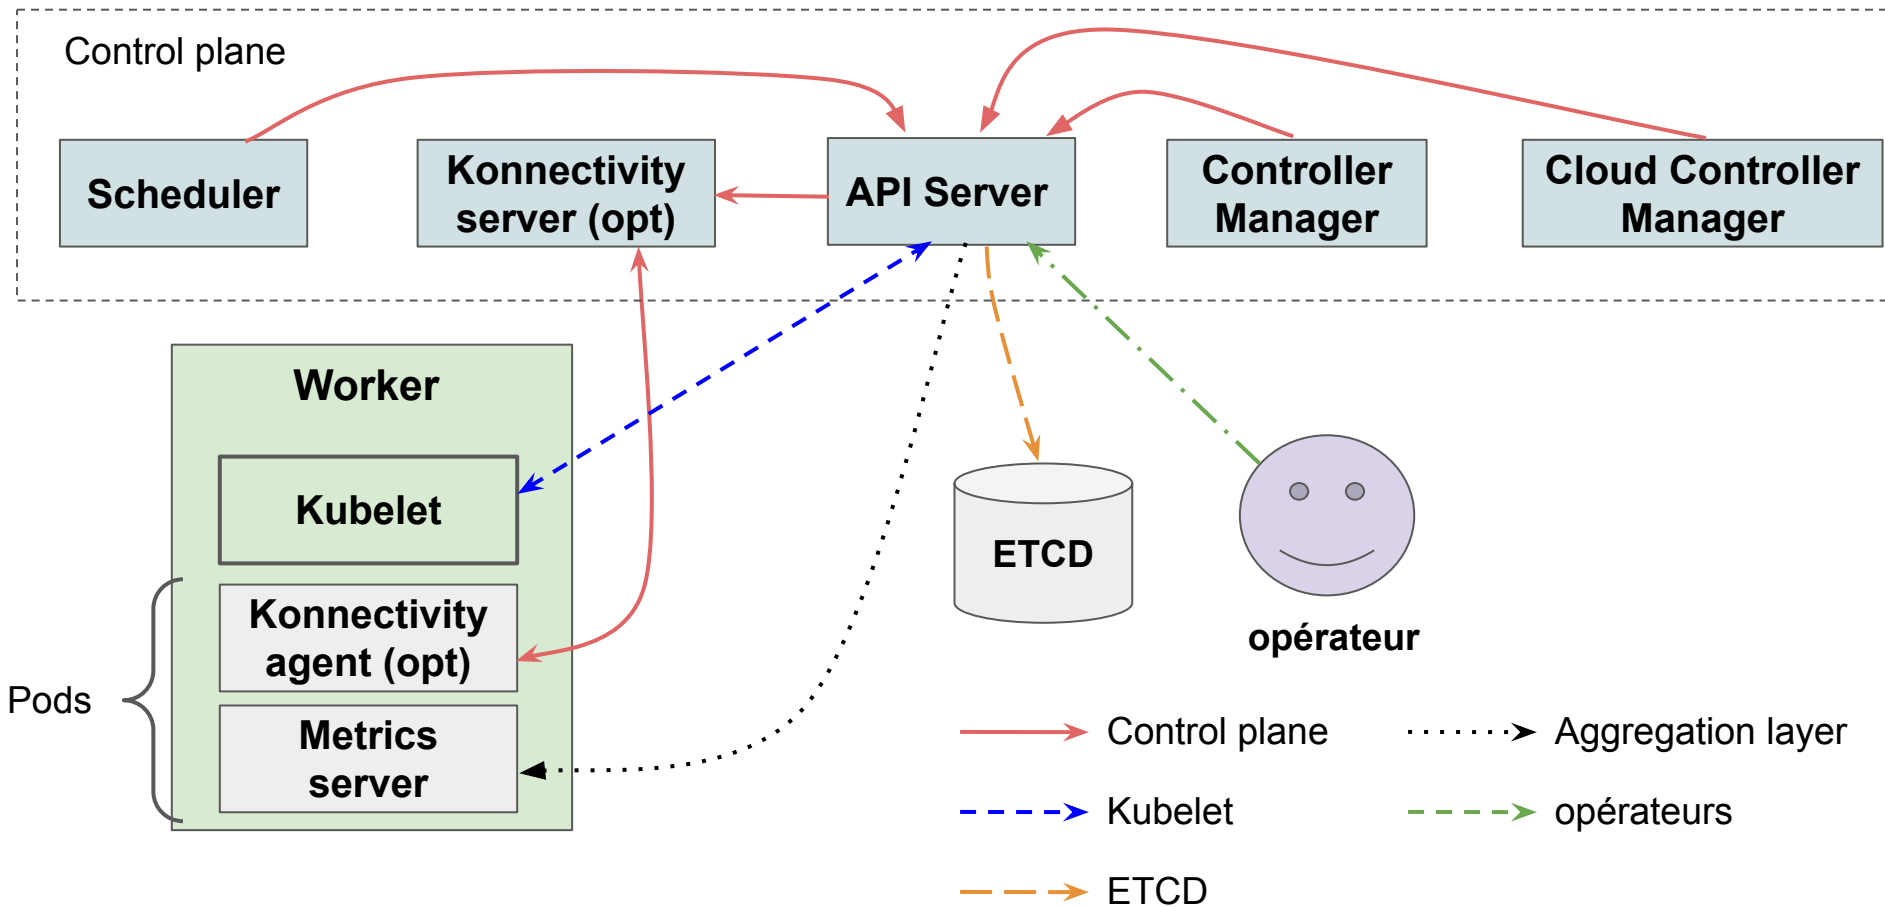 Control plane
Scheduler
Konnectivity
server (opt)
API Server
Controller
Manager
Cloud Controller
Manager
Worker
Kubelet
Konnectivity
agent (opt)
Metrics
server
Pods
ETCD
opérateur
Control plane
Aggregation layer
Kubelet
opérateurs
ETCD